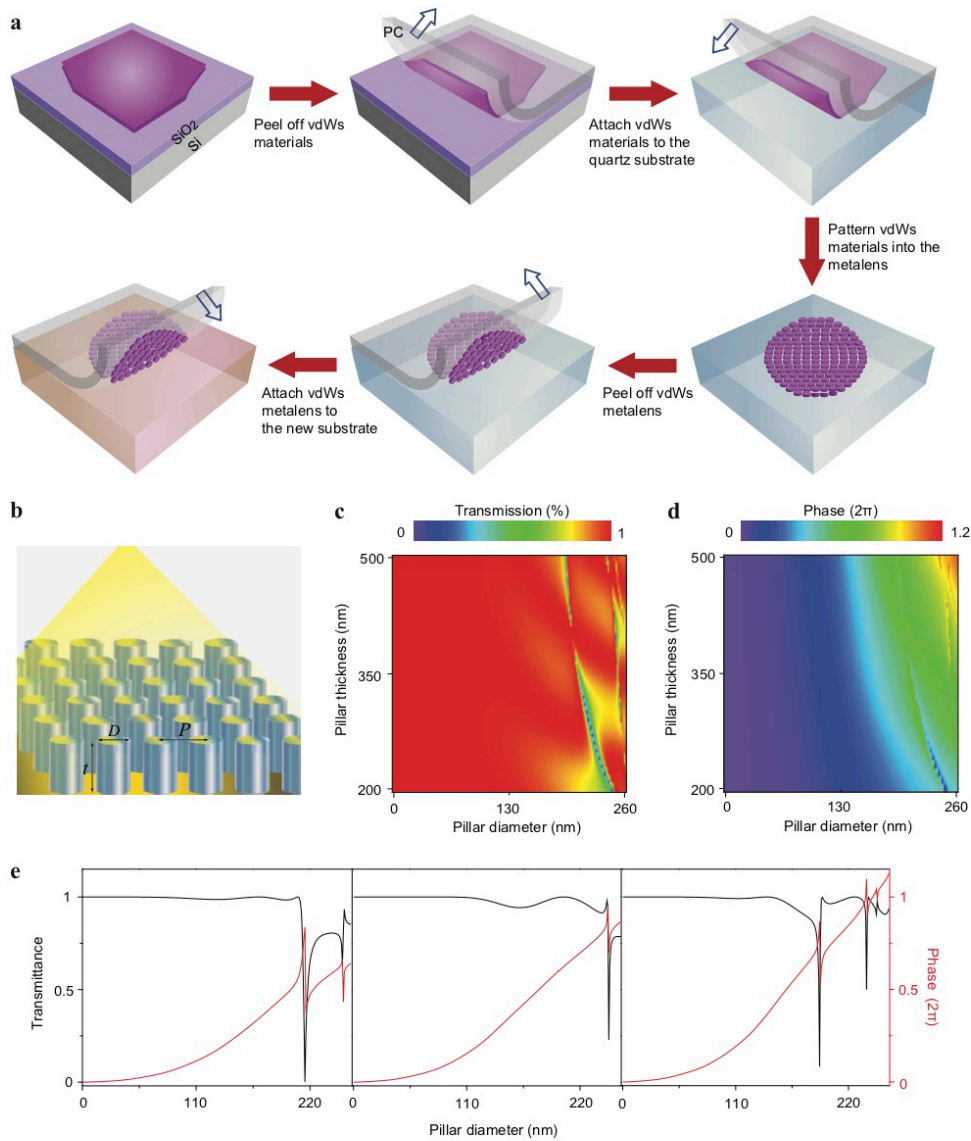 a
PC
SiO2
Si
Peel off vdWs
materials
Attach vdWs
materials to the
quartz substrate
Pattern vdWs
materials into the
metalens
Attach vdWs
metalens to
the new substrate
Peel off vdWs
metalens
b
D
P
t
c
Transmission (%)
0
1
500
350
200
Pillar thickness (nm)
0
130
260
Pillar diameter (nm)
d
Phase (2π)
0
1.2
500
350
200
Pillar thickness (nm)
0
130
260
Pillar diameter (nm)
e
Transmittance
1
0.5
0
0
110
220
0
110
220
0
110
220
1
0.5
0
Phase (2π)
Pillar diameter (nm)